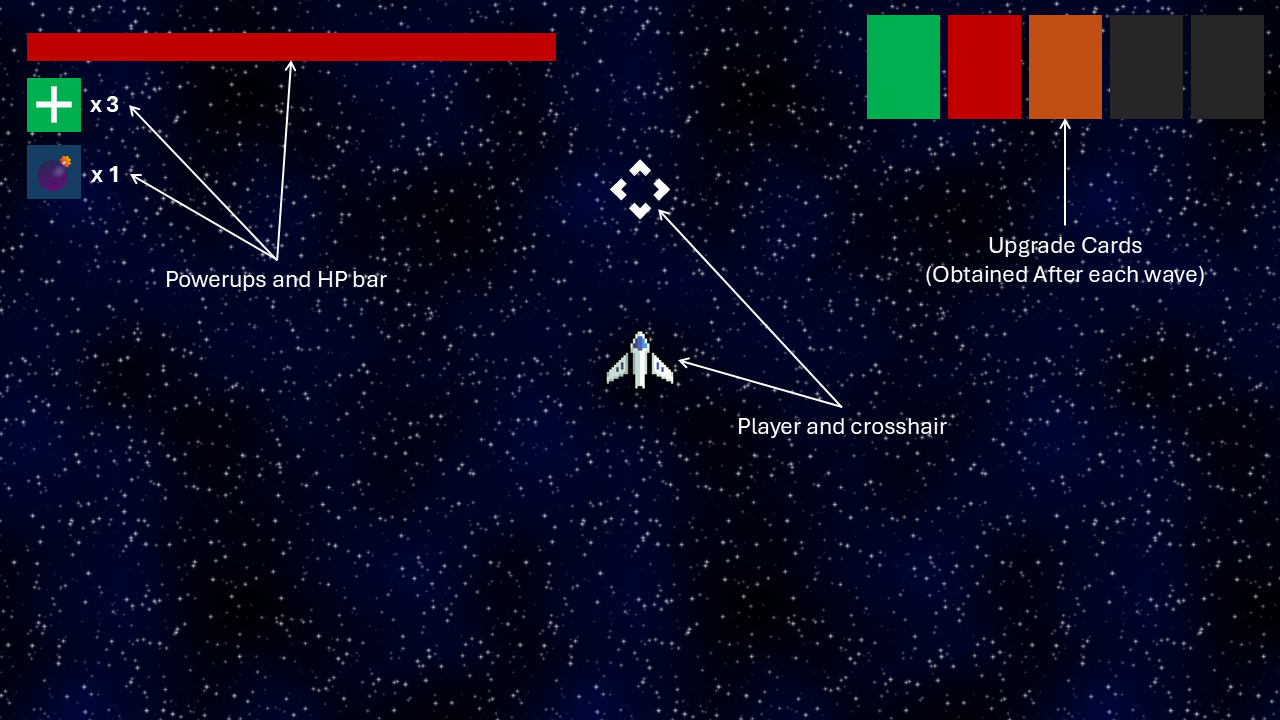 x 3
x 1
Powerups and HP bar
Upgrade Cards
(Obtained After each wave)
Player and crosshair